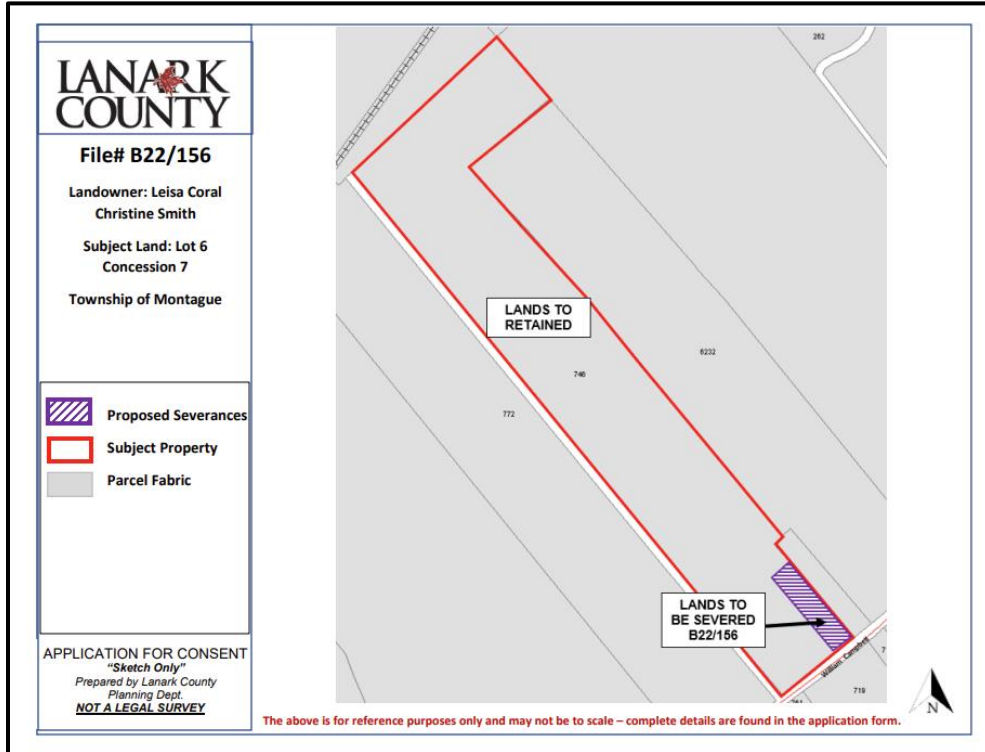 LANARK
COUNTY
File# B22/156
Landowner: Leisa Coral
Christine Smith
Subject Land: Lot 6
Concession 7
Township of Montague
Proposed Severances
Subject Property
Parcel Fabric
APPLICATION FOR CONSENT
“Sketch Only”
Prepared by Lanark County
Planning Dept.
NOT A LEGAL SURVEY
262
LANDS TO
RETAINED
6232
746
772
LANDS TO
BE SEVERED
B22/156
William Campbell
719
N
The above is for reference purposes only and may not be to scale – complete details are found in the application form.